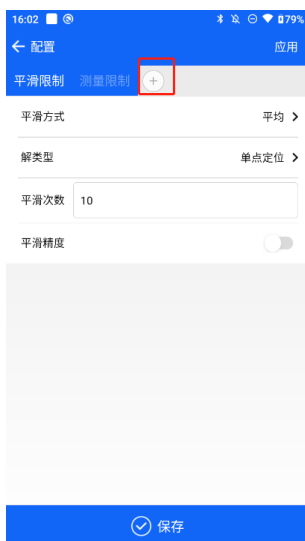 16:02 79%
配置 应用
平滑限制 测量限制
平滑方式 平均
解类型 单点定位
平滑次数 10
平滑精度
保存